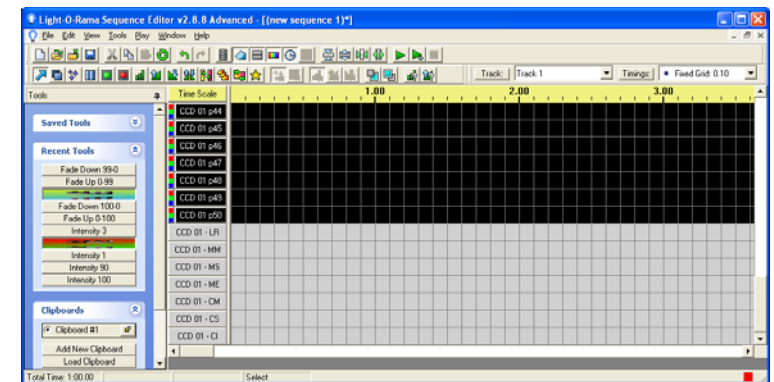 Light-O-Rama Sequence Editor v2.8.8 Advanced - [(new sequence 1)*]
File Edit View Tools Play Window Help
Track: Track 1 Timings: Fixed Grid: 0.10
Tools
Time Scale 1.00 2.00 3.00
Saved Tools
Recent Tools
Fade Down 99-0
Fade Up 0-99
Fade Down 100-0
Fade Up 0-100
Intensity 3
Intensity 1
Intensity 90
Intensity 100
Clipboards
Clipboard #1
Add New Clipboard
Load Clipboard
CCD 01 p44
CCD 01 p45
CCD 01 p46
CCD 01 p47
CCD 01 p48
CCD 01 p49
CCD 01 p50
CCD 01 - LR
CCD 01 - MM
CCD 01 - MS
CCD 01 - ME
CCD 01 - CM
CCD 01 - CS
CCD 01 - CI
Total Time: 1:00.00 Select